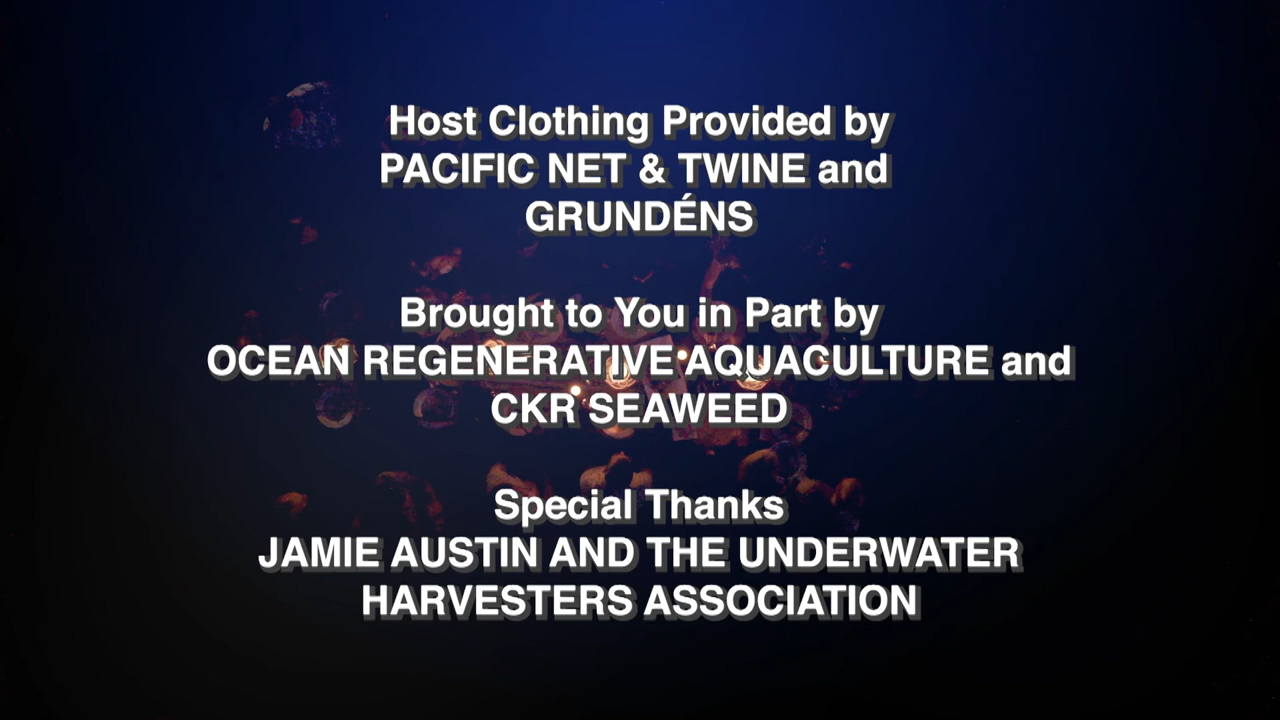 Host Clothing Provided by
PACIFIC NET & TWINE and
GRUNDÉNS
Brought to You in Part by
OCEAN REGENERATIVE AQUACULTURE and
CKR SEAWEED
Special Thanks
JAMIE AUSTIN AND THE UNDERWATER
HARVESTERS ASSOCIATION